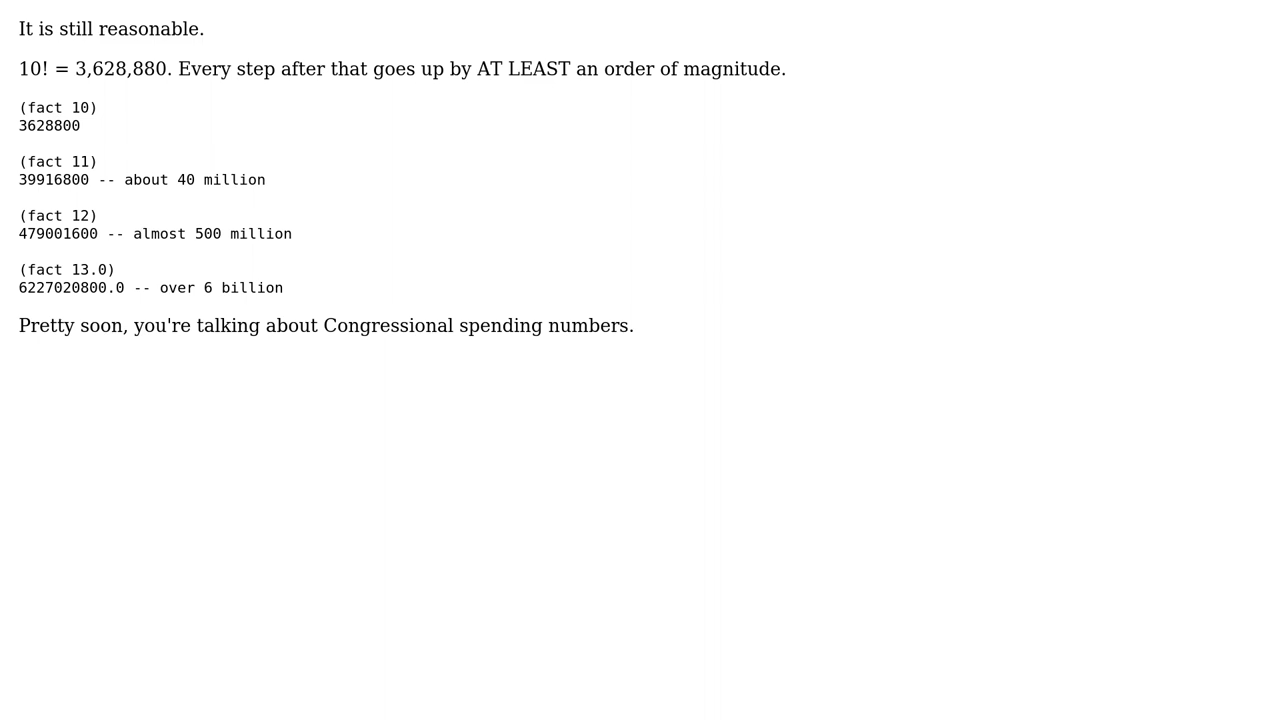 It is still reasonable.
10! = 3,628,880. Every step after that goes up by AT LEAST an order of magnitude.
(fact 10)
3628800
(fact 11)
39916800 -- about 40 million
(fact 12)
479001600 -- almost 500 million
(fact 13.0)
6227020800.0 -- over 6 billion
Pretty soon, you're talking about Congressional spending numbers.